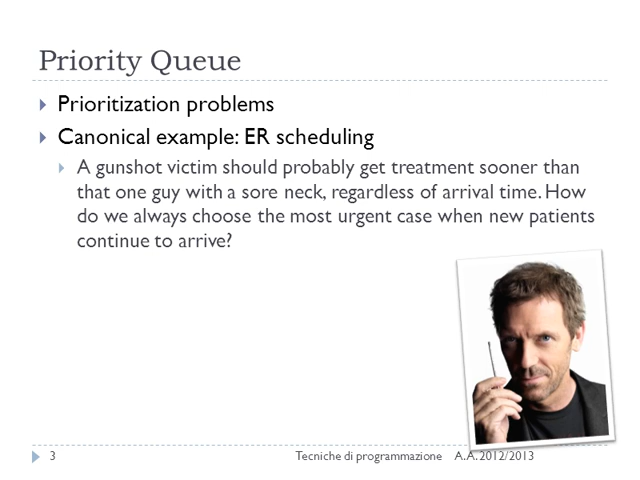 Priority Queue
Prioritization problems
Canonical example: ER scheduling
A gunshot victim should probably get treatment sooner than
that one guy with a sore neck, regardless of arrival time. How
do we always choose the most urgent case when new patients
continue to arrive?
3 Tecniche di programmazione A.A. 2012/2013